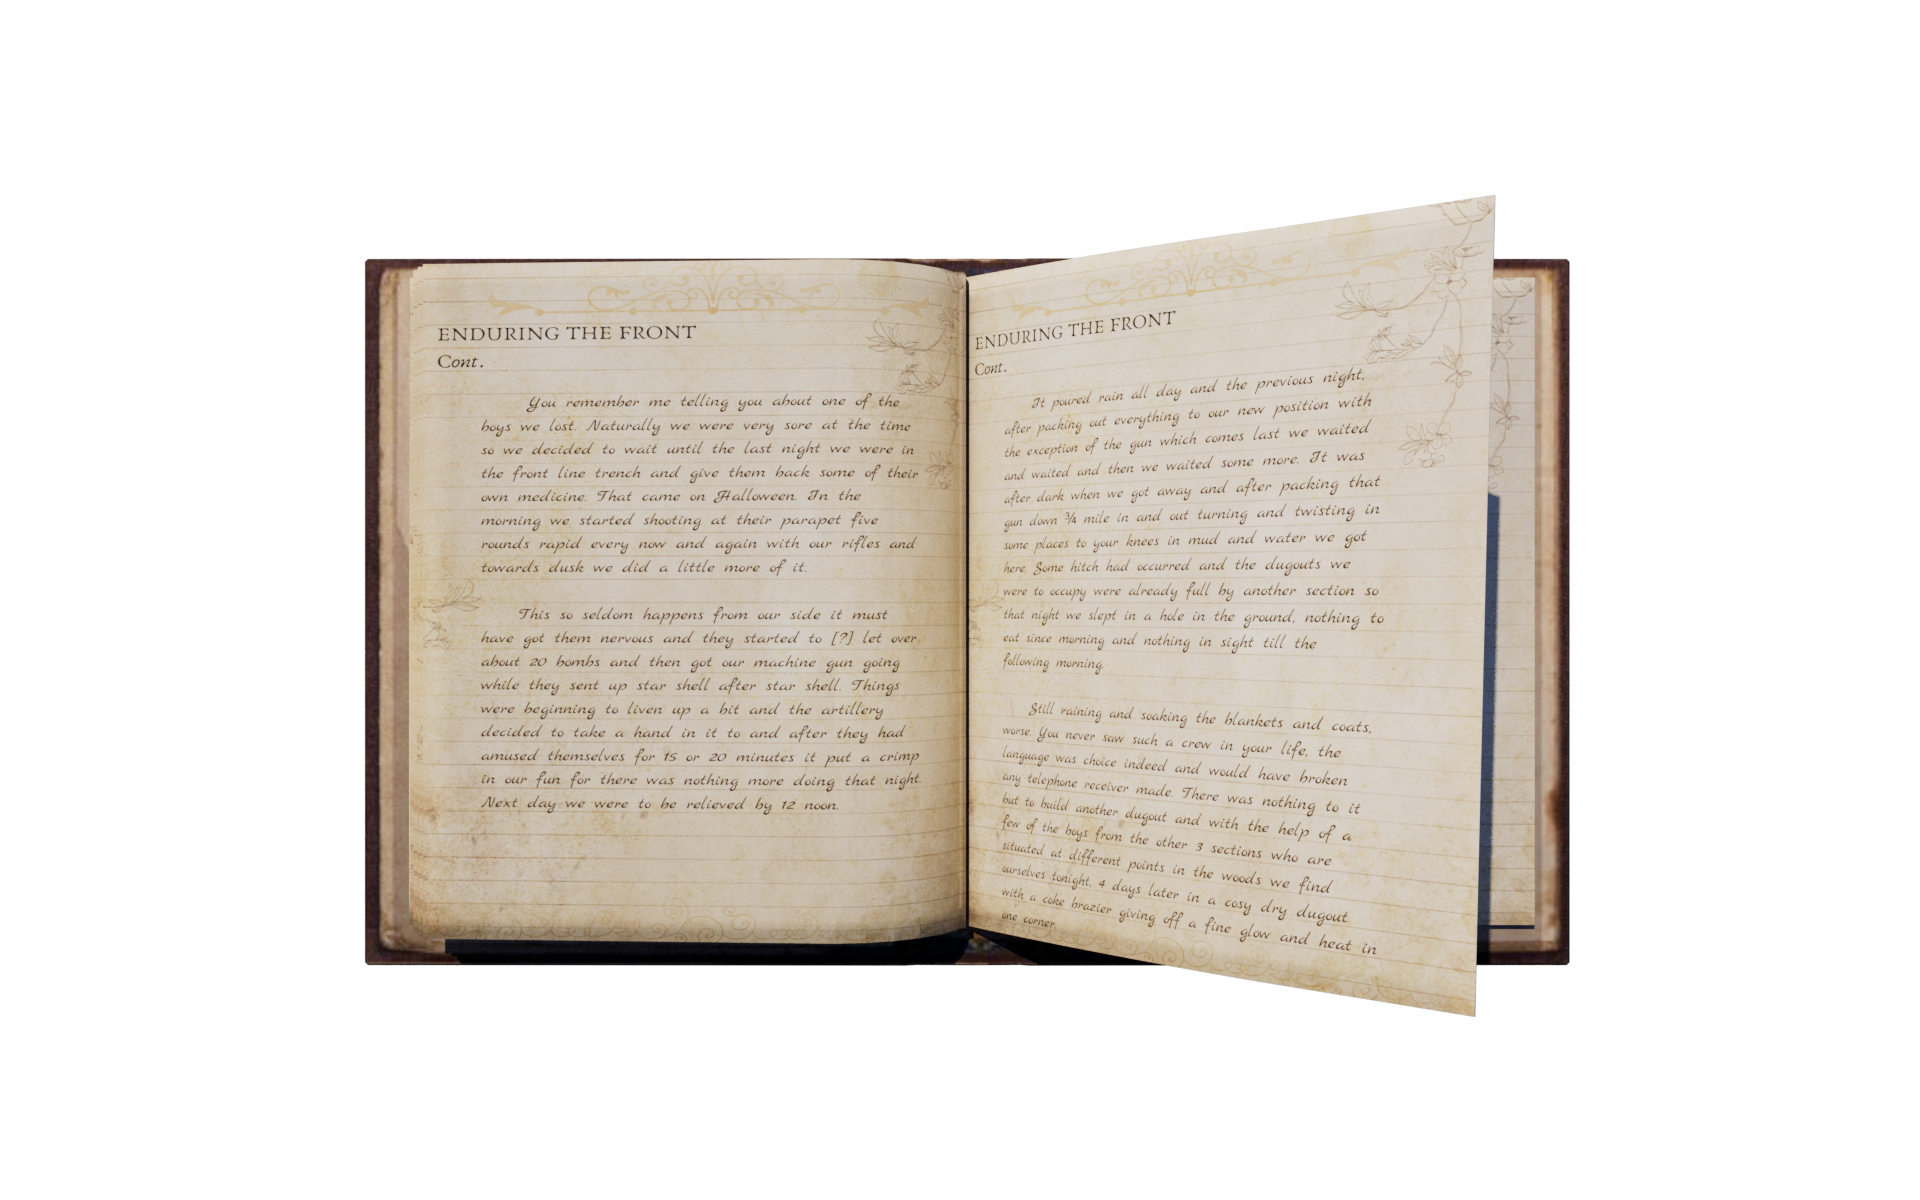 ENDURING THE FRONT
Cont.
You remember me telling you about one of the
boys we lost. Naturally we were very sore at the time
so we decided to wait until the last night we were in
the front line trench and give them back some of their
own medicine. That came on Halloween. In the
morning we started shooting at their parapet five
rounds rapid every now and again with our rifles and
towards dusk we did a little more of it.
This so seldom happens from our side it must
have got them nervous and they started to [?] let over
about 20 bombs and then got our machine gun going
while they sent up star shell after star shell. Things
were beginning to liven up a bit and the artillery
decided to take a hand in it to and after they had
amused themselves for 15 or 20 minutes it put a crimp
in our fun for there was nothing more doing that night.
Next day we were to be relieved by 12 noon.
ENDURING THE FRONT
Cont.
It poured rain all day and the previous night,
after packing out everything to our new position with
the exception of the gun which comes last we waited
and waited and then we waited some more. It was
after dark when we got away and after packing that
gun down ¾ mile in and out turning and twisting in
some places to your knees in mud and water we got
here. Some hitch had occurred and the dugouts we
were to occupy were already full by another section so
that night we slept in a hole in the ground, nothing to
eat since morning and nothing in sight till the
following morning.
Still raining and soaking the blankets and coats,
worse. You never saw such a crew in your life, the
language was choice indeed and would have broken
any telephone receiver made. There was nothing to it
but to build another dugout and with the help of a
few of the boys from the other 3 sections who are
situated at different points in the woods we find
ourselves tonight, 4 days later in a cosy dry dugout
with a coke brazier giving off a fine glow and heat in
one corner.